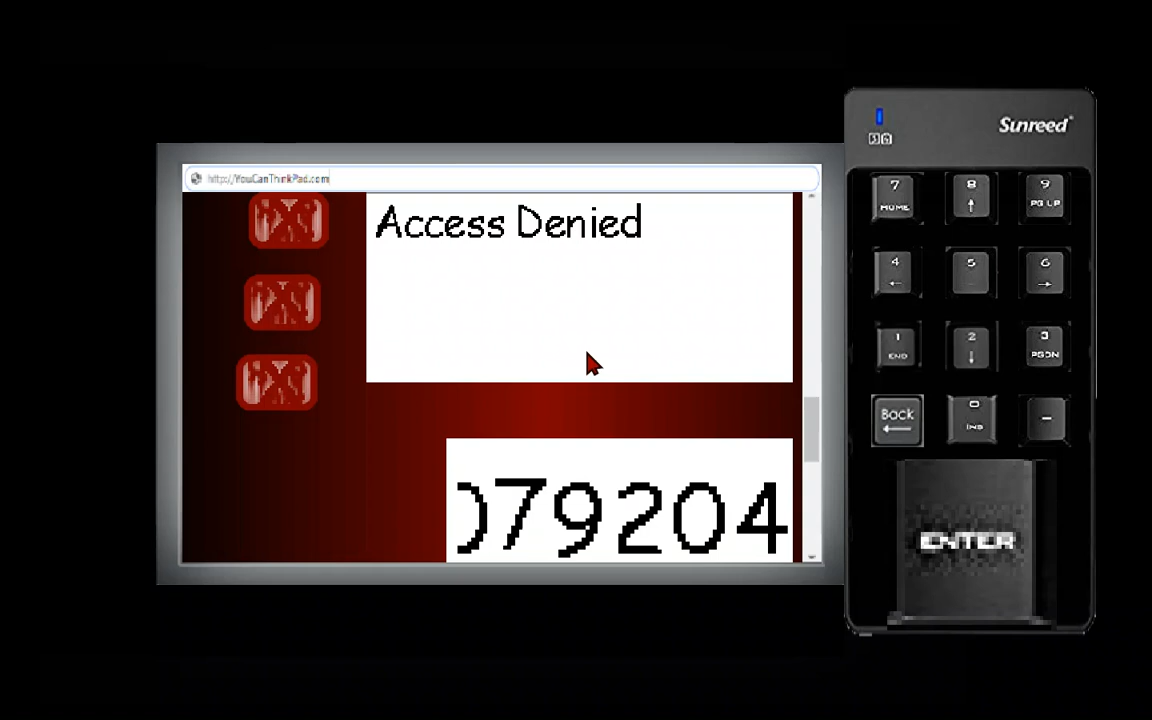 http://YouCanThinkPad.com
Access Denied
079204
Sunreed
7 HOME
8 ↑
9 PG UP
4 ←
5
6 →
1 END
2 ↓
3 PGDN
Back ←
0 INS
-
ENTER